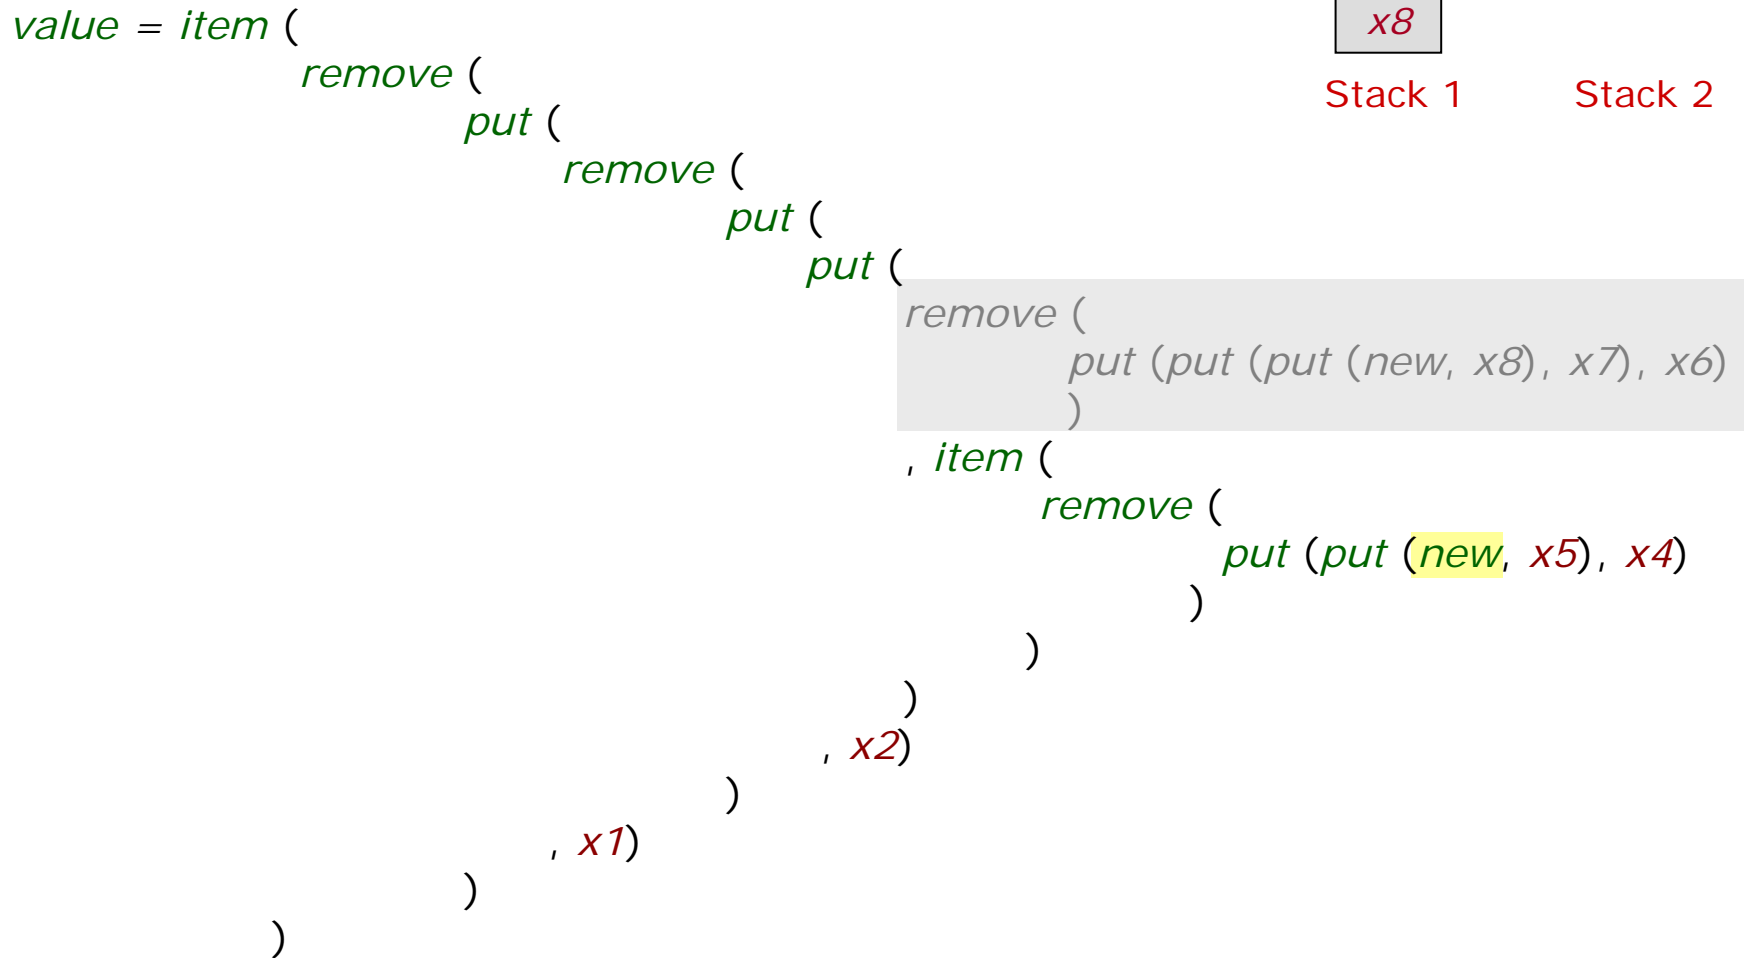 value = item (
x8
remove (
Stack 1 Stack 2
put (
remove (
put (
put (
remove (
put (put (put (new, x8), x7), x6)
)
, item (
remove (
put (put (new, x5), x4)
)
)
)
, x2)
)
, x1)
)
)